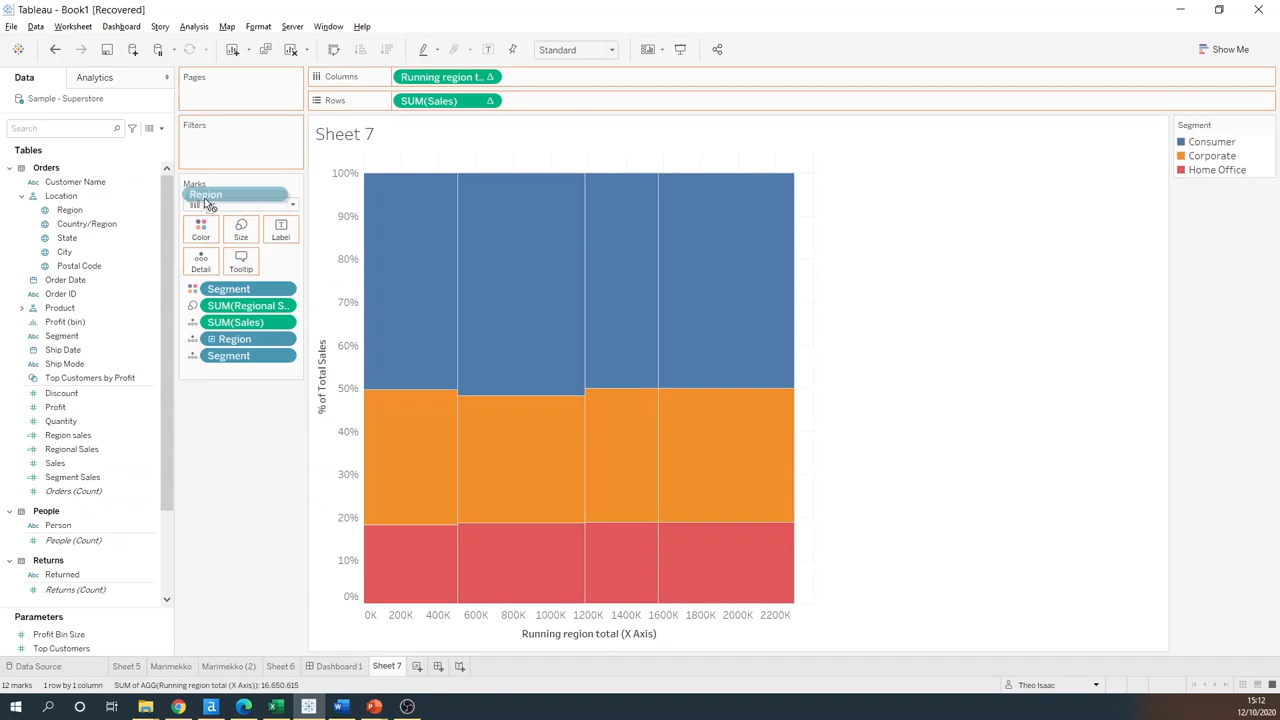 Tableau - Book1 [Recovered]
File Data Worksheet Dashboard Story Analysis Map Format Server Window Help
Standard
Show Me
Data Analytics
Pages
Columns Running region t.. Δ
Sample - Superstore
Rows SUM(Sales) Δ
Search
Filters
Sheet 7
Segment
Consumer
Corporate
Home Office
Tables
Orders
Customer Name
Location
Region
Country/Region
State
City
Postal Code
Order Date
Order ID
Product
Profit (bin)
Segment
Ship Date
Ship Mode
Top Customers by Profit
Discount
Profit
Quantity
Region sales
Regional Sales
Sales
Segment Sales
Orders (Count)
People
Person
People (Count)
Returns
Returned
Returns (Count)
Parameters
Profit Bin Size
Top Customers
Marks
Region
Color Size Label
Detail Tooltip
Segment
SUM(Regional S..
SUM(Sales)
Region
Segment
% of Total Sales
100%
90%
80%
70%
60%
50%
40%
30%
20%
10%
0%
0K 200K 400K 600K 800K 1000K 1200K 1400K 1600K 1800K 2000K 2200K
Running region total (X Axis)
Data Source Sheet 5 Marimekko Marimekko (2) Sheet 6 Dashboard 1 Sheet 7
12 marks 1 row by 1 column SUM of AGG(Running region total (X Axis)): 16,650,615
Theo Isaac
15:12
12/10/2020